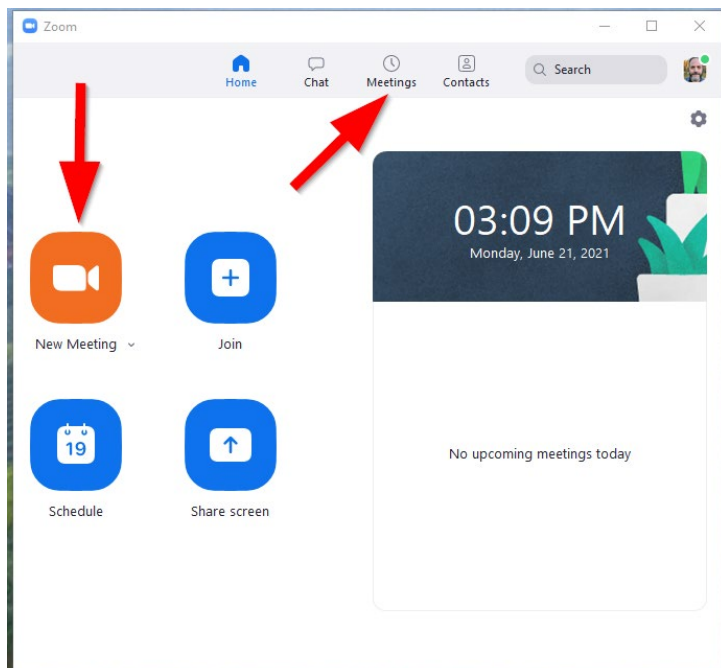 Zoom
Home
Chat
Meetings
Contacts
Search
03:09 PM
Monday, June 21, 2021
New Meeting
Join
19
Schedule
Share screen
No upcoming meetings today